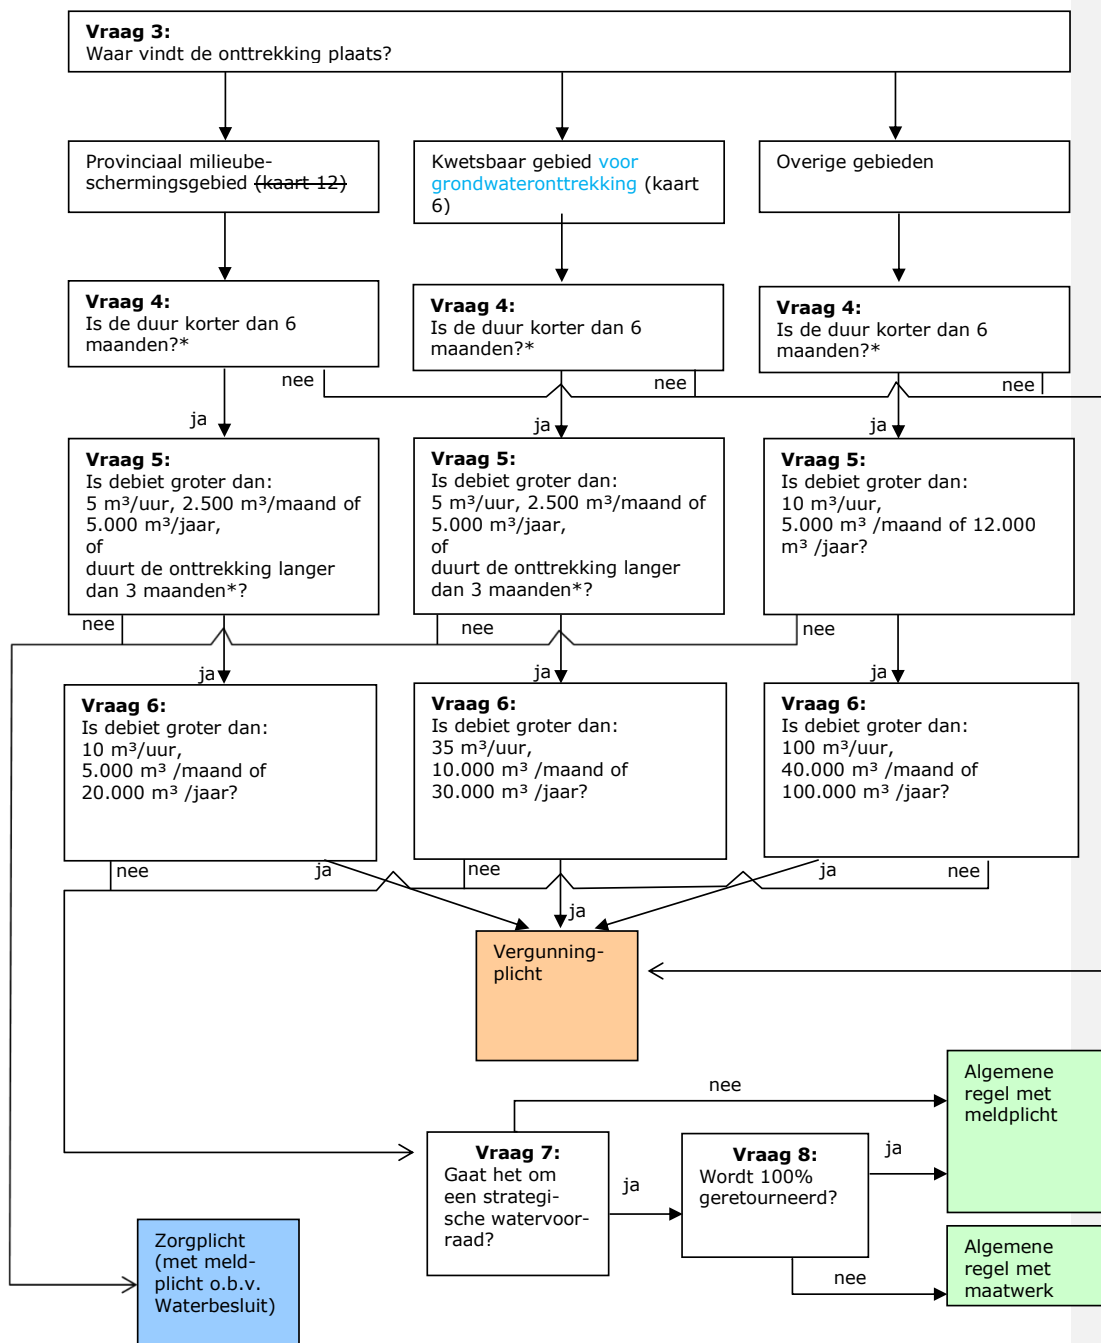 Vraag 3:
Waar vindt de onttrekking plaats?
Provinciaal milieube-
schermingsgebied (kaart 12)
Kwetsbaar gebied voor
grondwateronttrekking (kaart
6)
Overige gebieden
Vraag 4:
Is de duur korter dan 6
maanden?*
nee
ja
Vraag 4:
Is de duur korter dan 6
maanden?*
nee
ja
Vraag 4:
Is de duur korter dan 6
maanden?*
nee
ja
Vraag 5:
Is debiet groter dan:
5 m³/uur, 2.500 m³/maand of
5.000 m³/jaar,
of
duurt de onttrekking langer
dan 3 maanden*?
nee
ja
Vraag 5:
Is debiet groter dan:
5 m³/uur, 2.500 m³/maand of
5.000 m³/jaar,
of
duurt de onttrekking langer
dan 3 maanden*?
nee
ja
Vraag 5:
Is debiet groter dan:
10 m³/uur,
5.000 m³ /maand of 12.000
m³ /jaar?
nee
ja
Vraag 6:
Is debiet groter dan:
10 m³/uur,
5.000 m³ /maand of
20.000 m³ /jaar?
nee
ja
Vraag 6:
Is debiet groter dan:
35 m³/uur,
10.000 m³ /maand of
30.000 m³ /jaar?
nee
ja
Vraag 6:
Is debiet groter dan:
100 m³/uur,
40.000 m³ /maand of
100.000 m³ /jaar?
ja
nee
Vergunning-
plicht
Vraag 7:
Gaat het om
een strategi-
sche watervoor-
raad?
nee
ja
Vraag 8:
Wordt 100%
geretourneerd?
ja
nee
Algemene
regel met
meldplicht
Algemene
regel met
maatwerk
Zorgplicht
(met meld-
plicht o.b.v.
Waterbesluit)